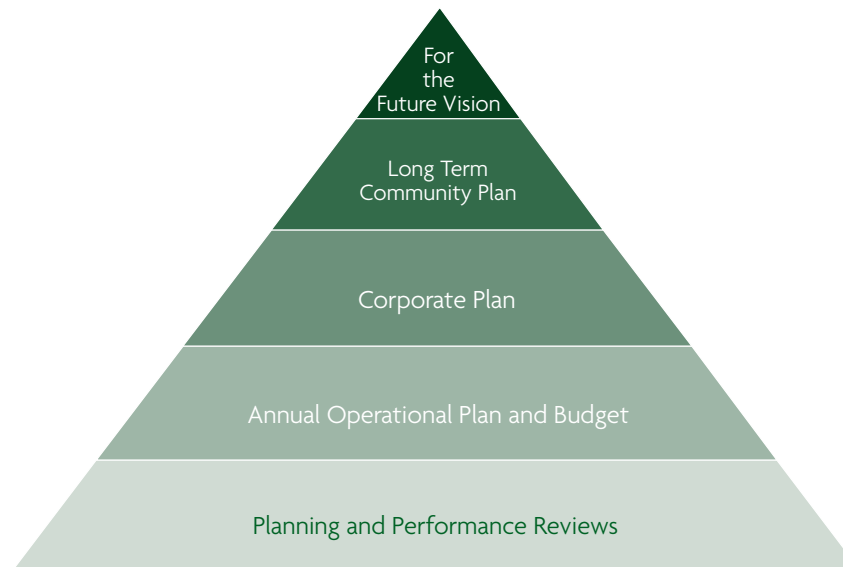 For
the
Future Vision
Long Term
Community Plan
Corporate Plan
Annual Operational Plan and Budget
Planning and Performance Reviews